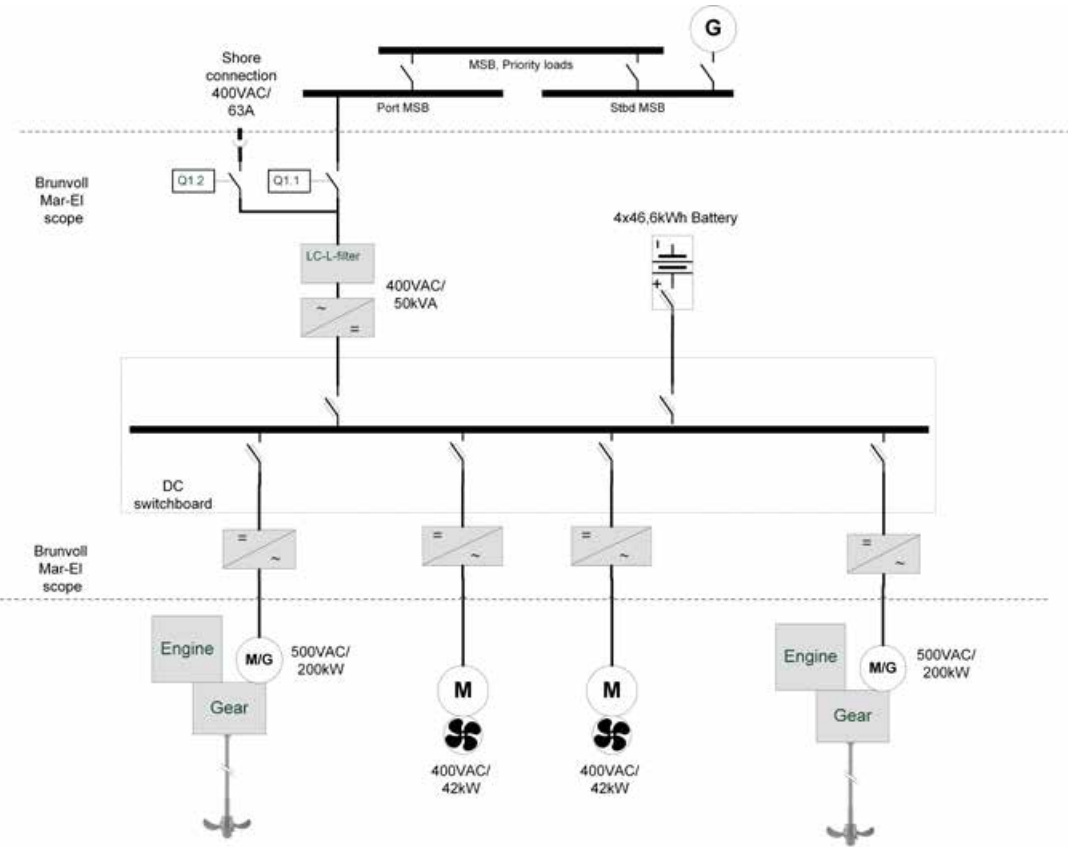 G
Shore
connection
400VAC/
63A
MSB, Priority loads
Port MSB
Stbd MSB
Brunvoll
Mar-El
scope
Q1.2
Q1.1
4x46,6kWh Battery
LC-L-filter
400VAC/
50kVA
~
=
+
DC
switchboard
=
~
=
~
=
~
=
~
Brunvoll
Mar-El
scope
Engine
M/G
500VAC/
200kW
Gear
M
400VAC/
42kW
M
400VAC/
42kW
Engine
M/G
500VAC/
200kW
Gear